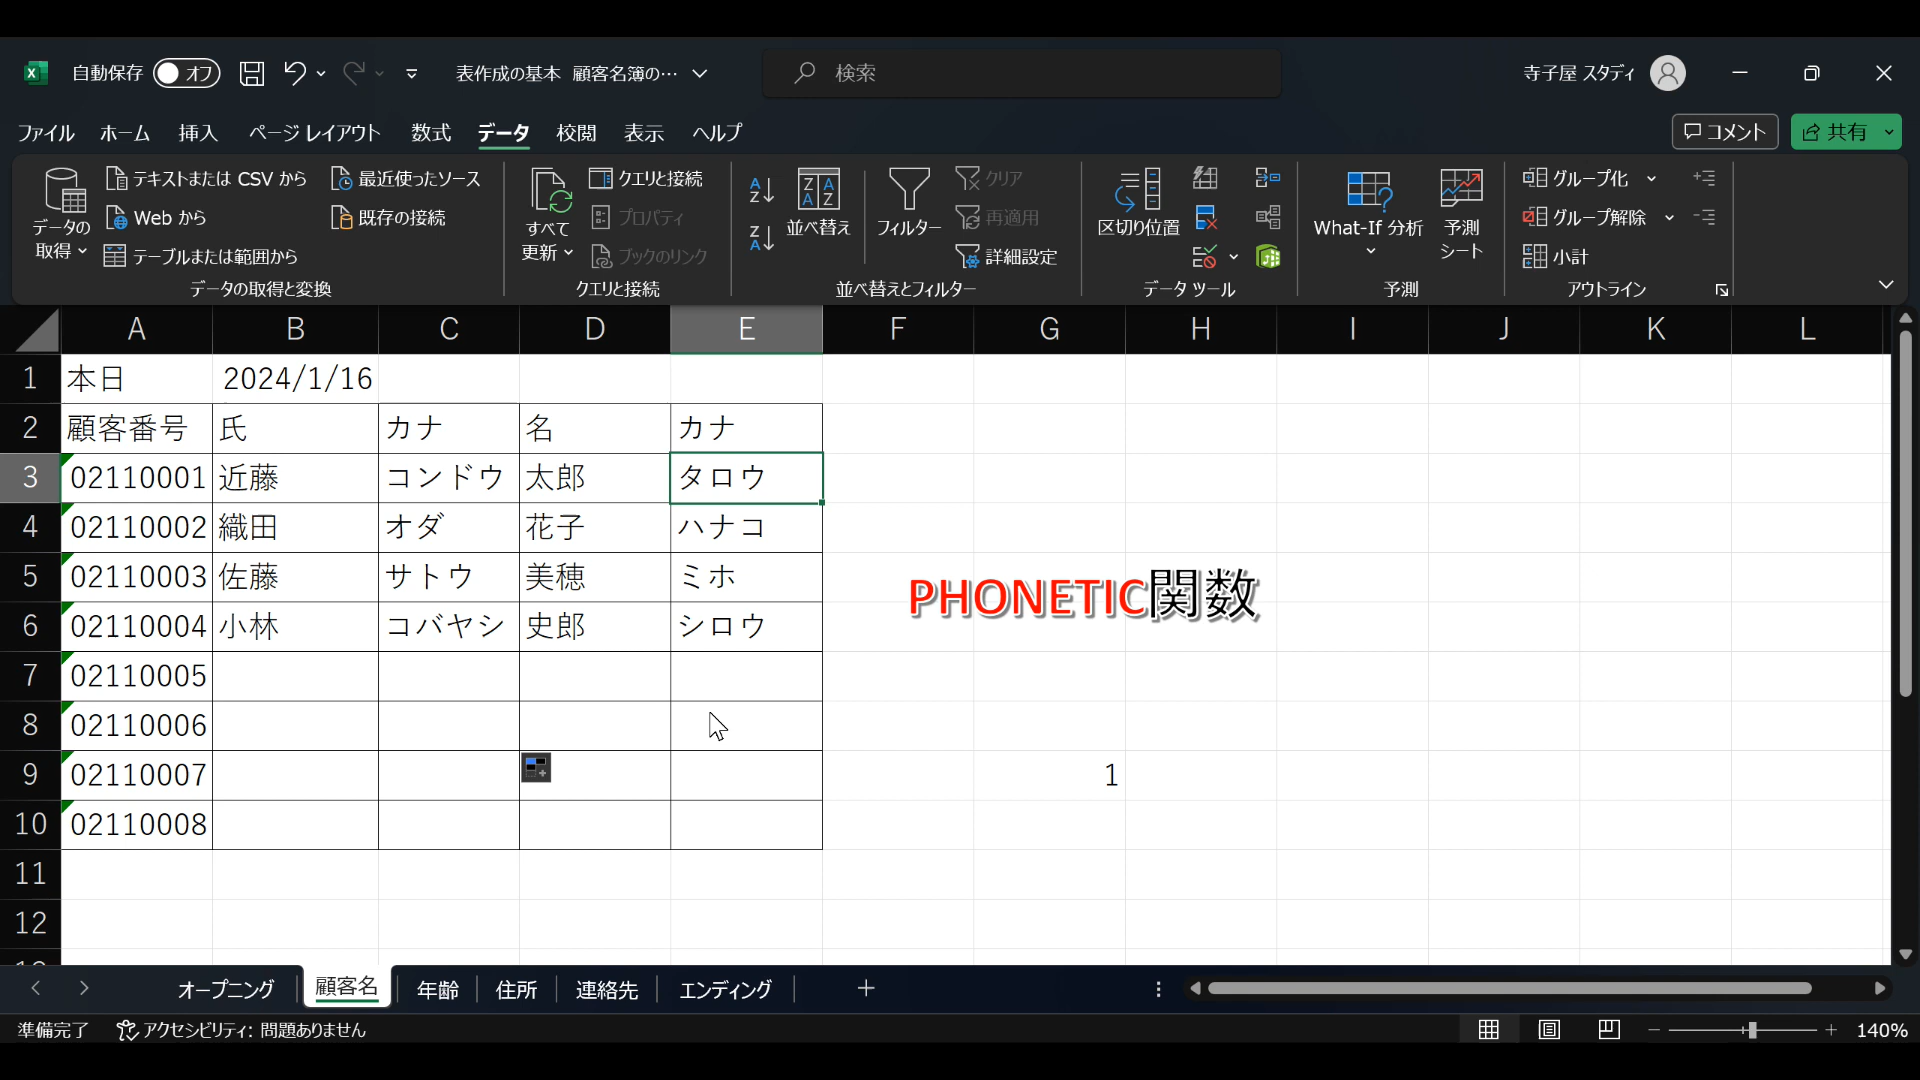 自動保存 オフ 表作成の基本 顧客名簿の… 検索 寺子屋 スタディ
ファイル ホーム 挿入 ページ レイアウト 数式 データ 校閲 表示 ヘルプ コメント 共有
データの取得 テキストまたは CSV から 最近使ったソース
Web から 既存の接続
テーブルまたは範囲から
データの取得と変換
すべて更新 クエリと接続
プロパティ
ブックのリンク
クエリと接続
並べ替え フィルター クリア
再適用
詳細設定
並べ替えとフィルター
区切り位置
データ ツール
What-If 分析 予測シート
予測
グループ化
グループ解除
小計
アウトライン
A B C D E F G H I J K L
1 本日 2024/1/16
2 顧客番号 氏 カナ 名 カナ
3 02110001 近藤 コンドウ 太郎 タロウ
4 02110002 織田 オダ 花子 ハナコ
5 02110003 佐藤 サトウ 美穂 ミホ
PHONETIC関数
6 02110004 小林 コバヤシ 史郎 シロウ
7 02110005
8 02110006
9 02110007 1
10 02110008
11
12
オープニング 顧客名 年齢 住所 連絡先 エンディング
準備完了 アクセシビリティ: 問題ありません 140%